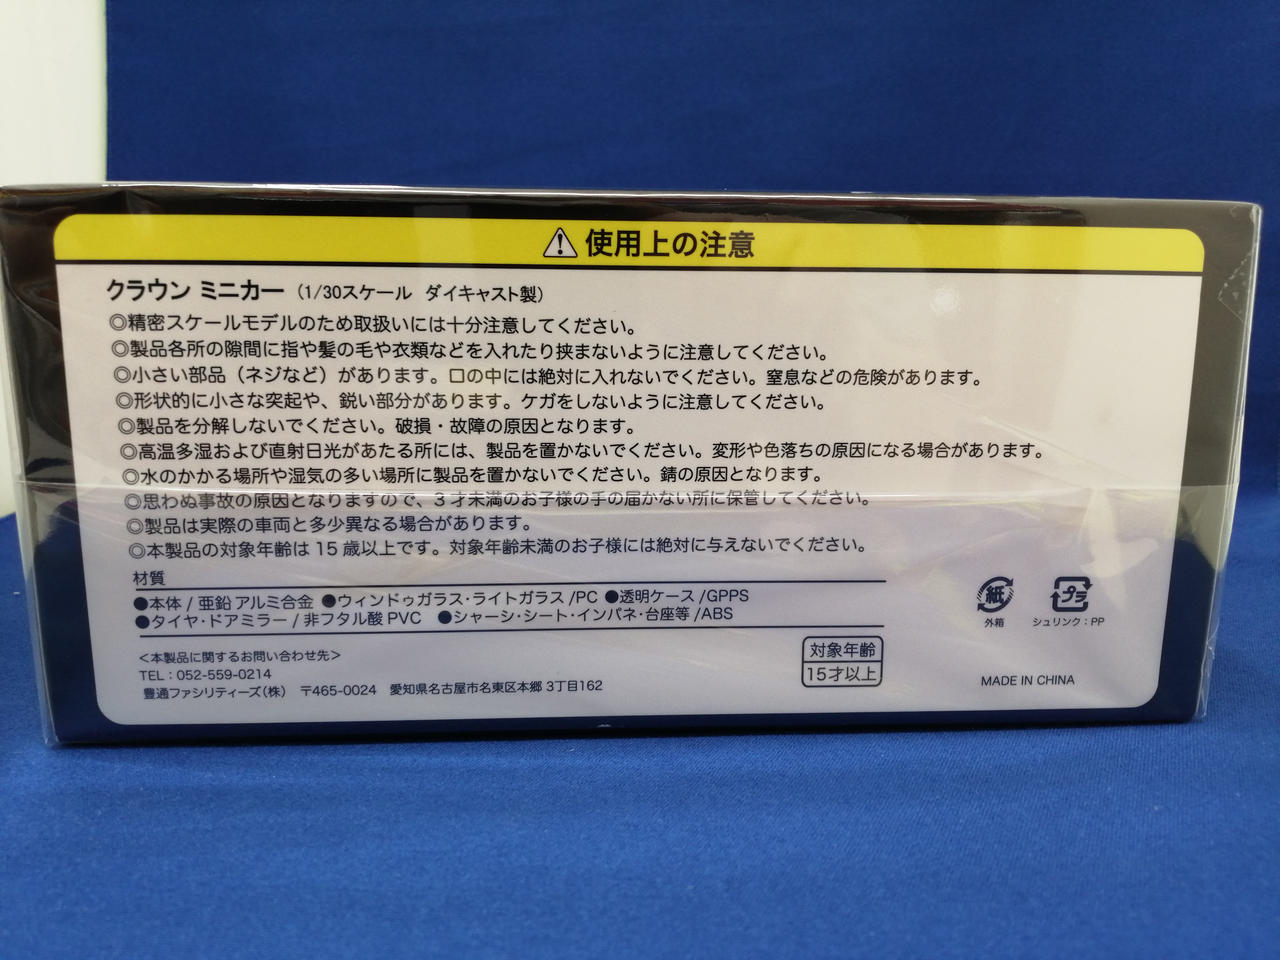 使用上の注意
クラウン ミニカー（1/30スケール ダイキャスト製）
◎精密スケールモデルのため取扱いには十分注意してください。
◎製品各所の隙間に指や髪の毛や衣類などを入れたり挟まないように注意してください。
◎小さい部品（ネジなど）があります。口の中には絶対に入れないでください。窒息などの危険があります。
◎形状的に小さな突起や、鋭い部分があります。ケガをしないように注意してください。
◎製品を分解しないでください。破損・故障の原因となります。
◎高温多湿および直射日光があたる所には、製品を置かないでください。変形や色落ちの原因になる場合があります。
◎水のかかる場所や湿気の多い場所に製品を置かないでください。錆の原因となります。
◎思わぬ事故の原因となりますので、3才未満のお子様の手の届かない所に保管してください。
◎製品は実際の車両と多少異なる場合があります。
◎本製品の対象年齢は15歳以上です。対象年齢未満のお子様には絶対に与えないでください。
材質
●本体 / 亜鉛アルミ合金 ●ウィンドゥガラス・ライトガラス /PC ●透明ケース /GPPS
●タイヤ・ドアミラー / 非フタル酸 PVC ●シャーシ・シート・インパネ・台座等 /ABS
＜本製品に関するお問い合わせ先＞
TEL：052-559-0214
豊通ファシリティーズ（株） 〒465-0024 愛知県名古屋市名東区本郷 3丁目162
対象年齢
15才以上
紙
外箱
プラ
シュリンク：PP
MADE IN CHINA